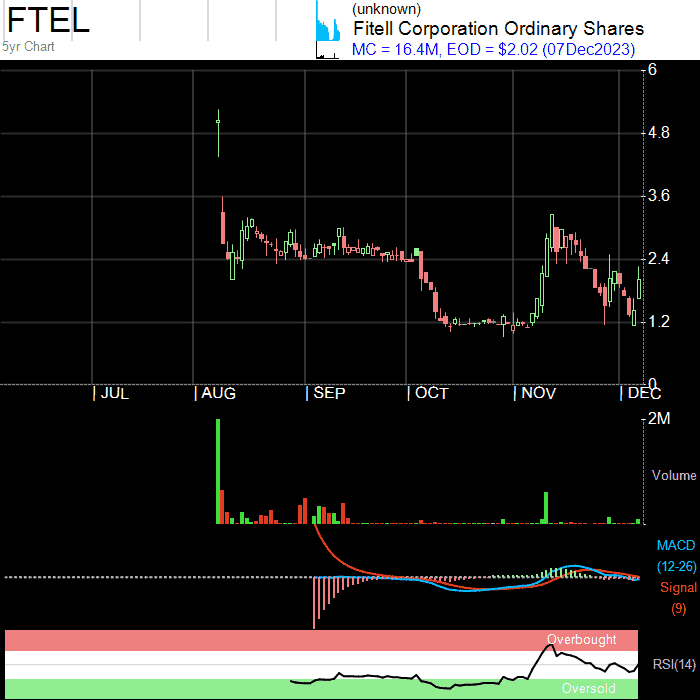 FTEL
5yr Chart
(unknown)
Fitell Corporation Ordinary Shares
MC = 16.4M, EOD = $2.02 (07Dec2023)
6
4.8
3.6
2.4
1.2
0
| JUL | AUG | SEP | OCT | NOV | DEC
2M
Volume
MACD
(12-26)
Signal
(9)
Overbought
RSI(14)
Oversold